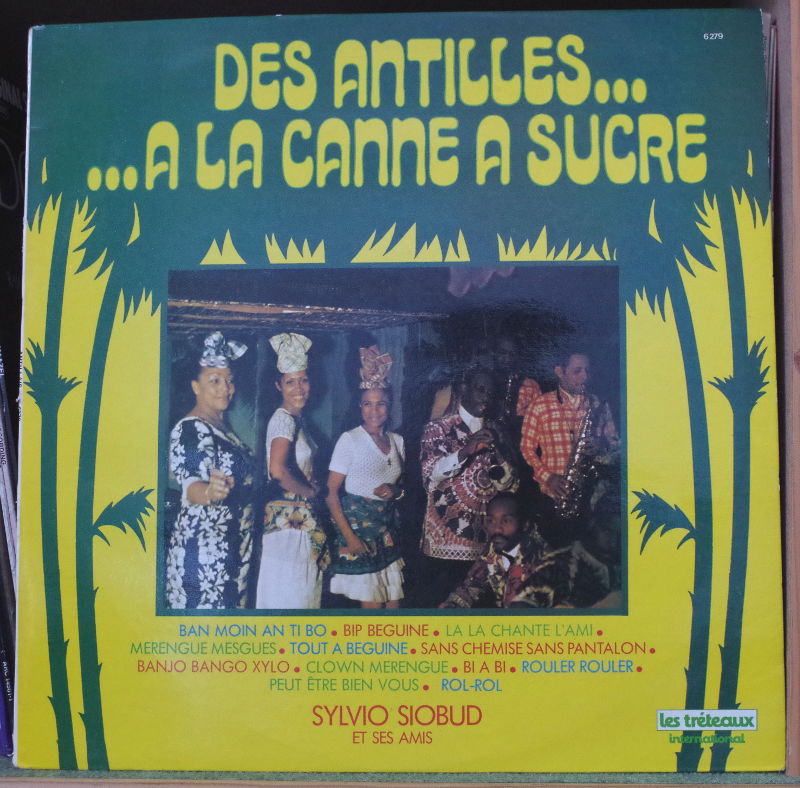 6279
DES ANTILLES...
...A LA CANNE A SUCRE
BAN MOIN AN TI BO • BIP BEGUINE • LA LA CHANTE L'AMI •
MERENGUE MESGUES • TOUT A BEGUINE • SANS CHEMISE SANS PANTALON •
BANJO BANGO XYLO • CLOWN MERENGUE • BI A BI • ROULER ROULER •
PEUT ÊTRE BIEN VOUS • ROL-ROL
SYLVIO SIOBUD
ET SES AMIS
les tréteaux
international